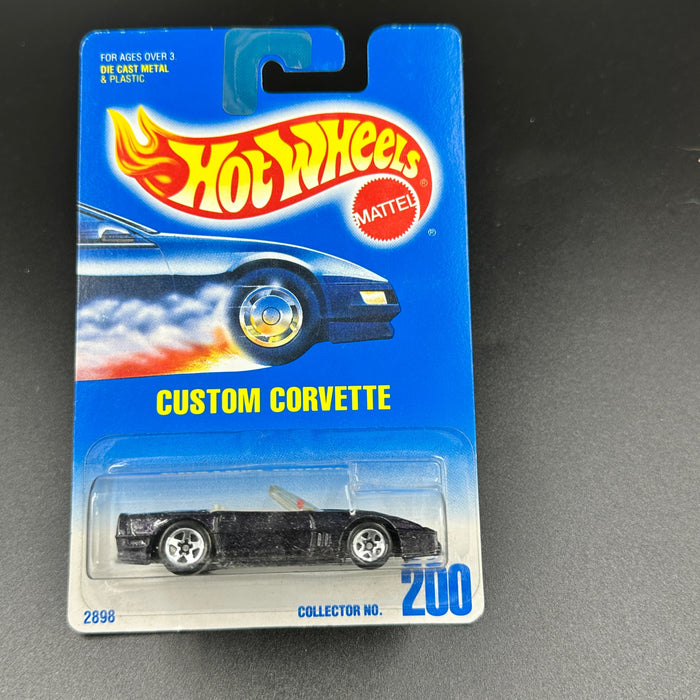 FOR AGES OVER 3.
DIE CAST METAL
& PLASTIC
HOT WHEELS®
MATTEL
®
CUSTOM CORVETTE
2898
COLLECTOR NO. 200